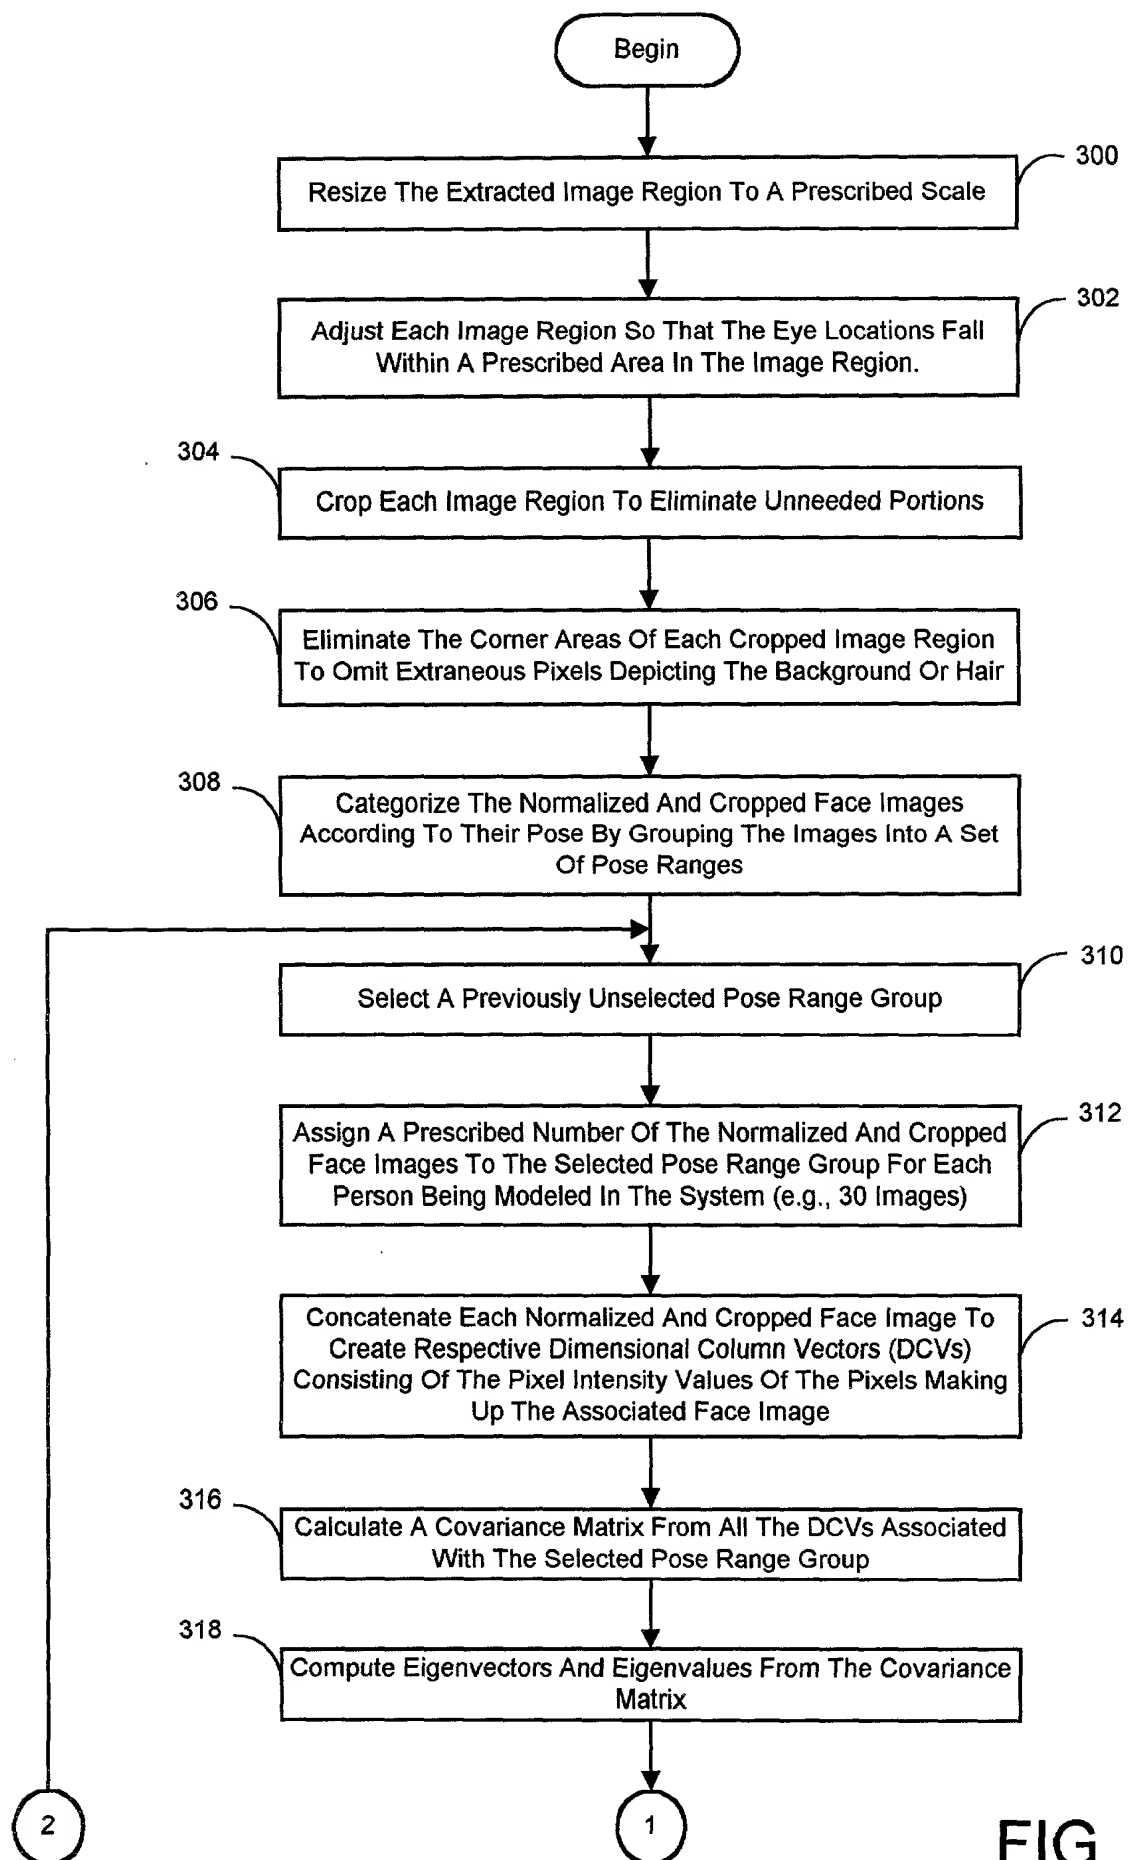 Begin
300
Resize The Extracted Image Region To A Prescribed Scale
302
Adjust Each Image Region So That The Eye Locations Fall
Within A Prescribed Area In The Image Region.
304
Crop Each Image Region To Eliminate Unneeded Portions
306
Eliminate The Corner Areas Of Each Cropped Image Region
To Omit Extraneous Pixels Depicting The Background Or Hair
308
Categorize The Normalized And Cropped Face Images
According To Their Pose By Grouping The Images Into A Set
Of Pose Ranges
310
Select A Previously Unselected Pose Range Group
312
Assign A Prescribed Number Of The Normalized And Cropped
Face Images To The Selected Pose Range Group For Each
Person Being Modeled In The System (e.g., 30 Images)
314
Concatenate Each Normalized And Cropped Face Image To
Create Respective Dimensional Column Vectors (DCVs)
Consisting Of The Pixel Intensity Values Of The Pixels Making
Up The Associated Face Image
316
Calculate A Covariance Matrix From All The DCVs Associated
With The Selected Pose Range Group
318
Compute Eigenvectors And Eigenvalues From The Covariance
Matrix
2
1
FIG